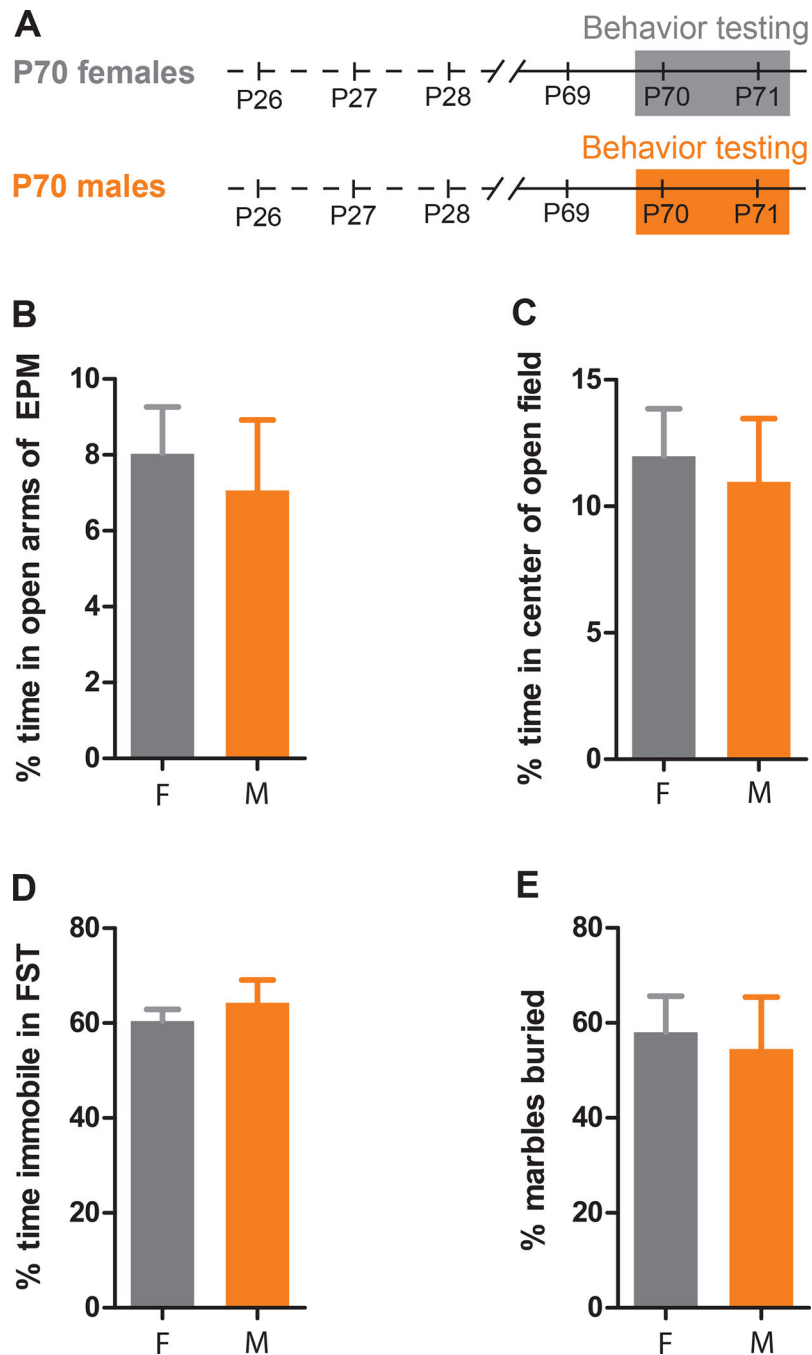 A
Behavior testing
P70 females
P26 P27 P28 P69 P70 P71
Behavior testing
P70 males
P26 P27 P28 P69 P70 P71
B
% time in open arms of EPM
10
8
6
4
2
0
F M
C
% time in center of open field
15
10
5
0
F M
D
% time immobile in FST
80
60
40
20
0
F M
E
% marbles buried
80
60
40
20
0
F M